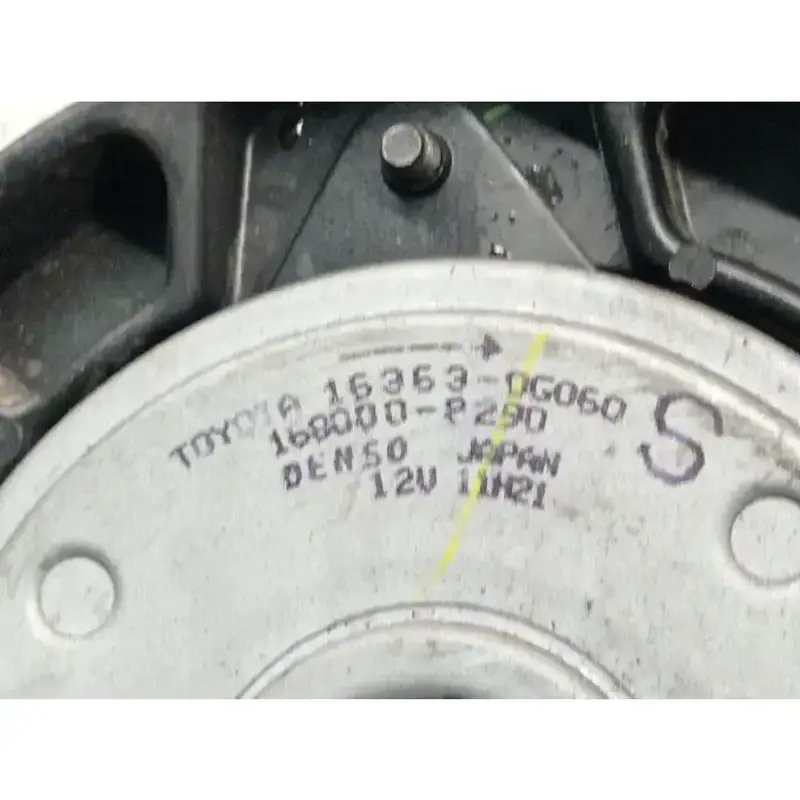 TOYOTA 16363-0G060
168000-8290
DENSO JAPAN
12V 11H21
S